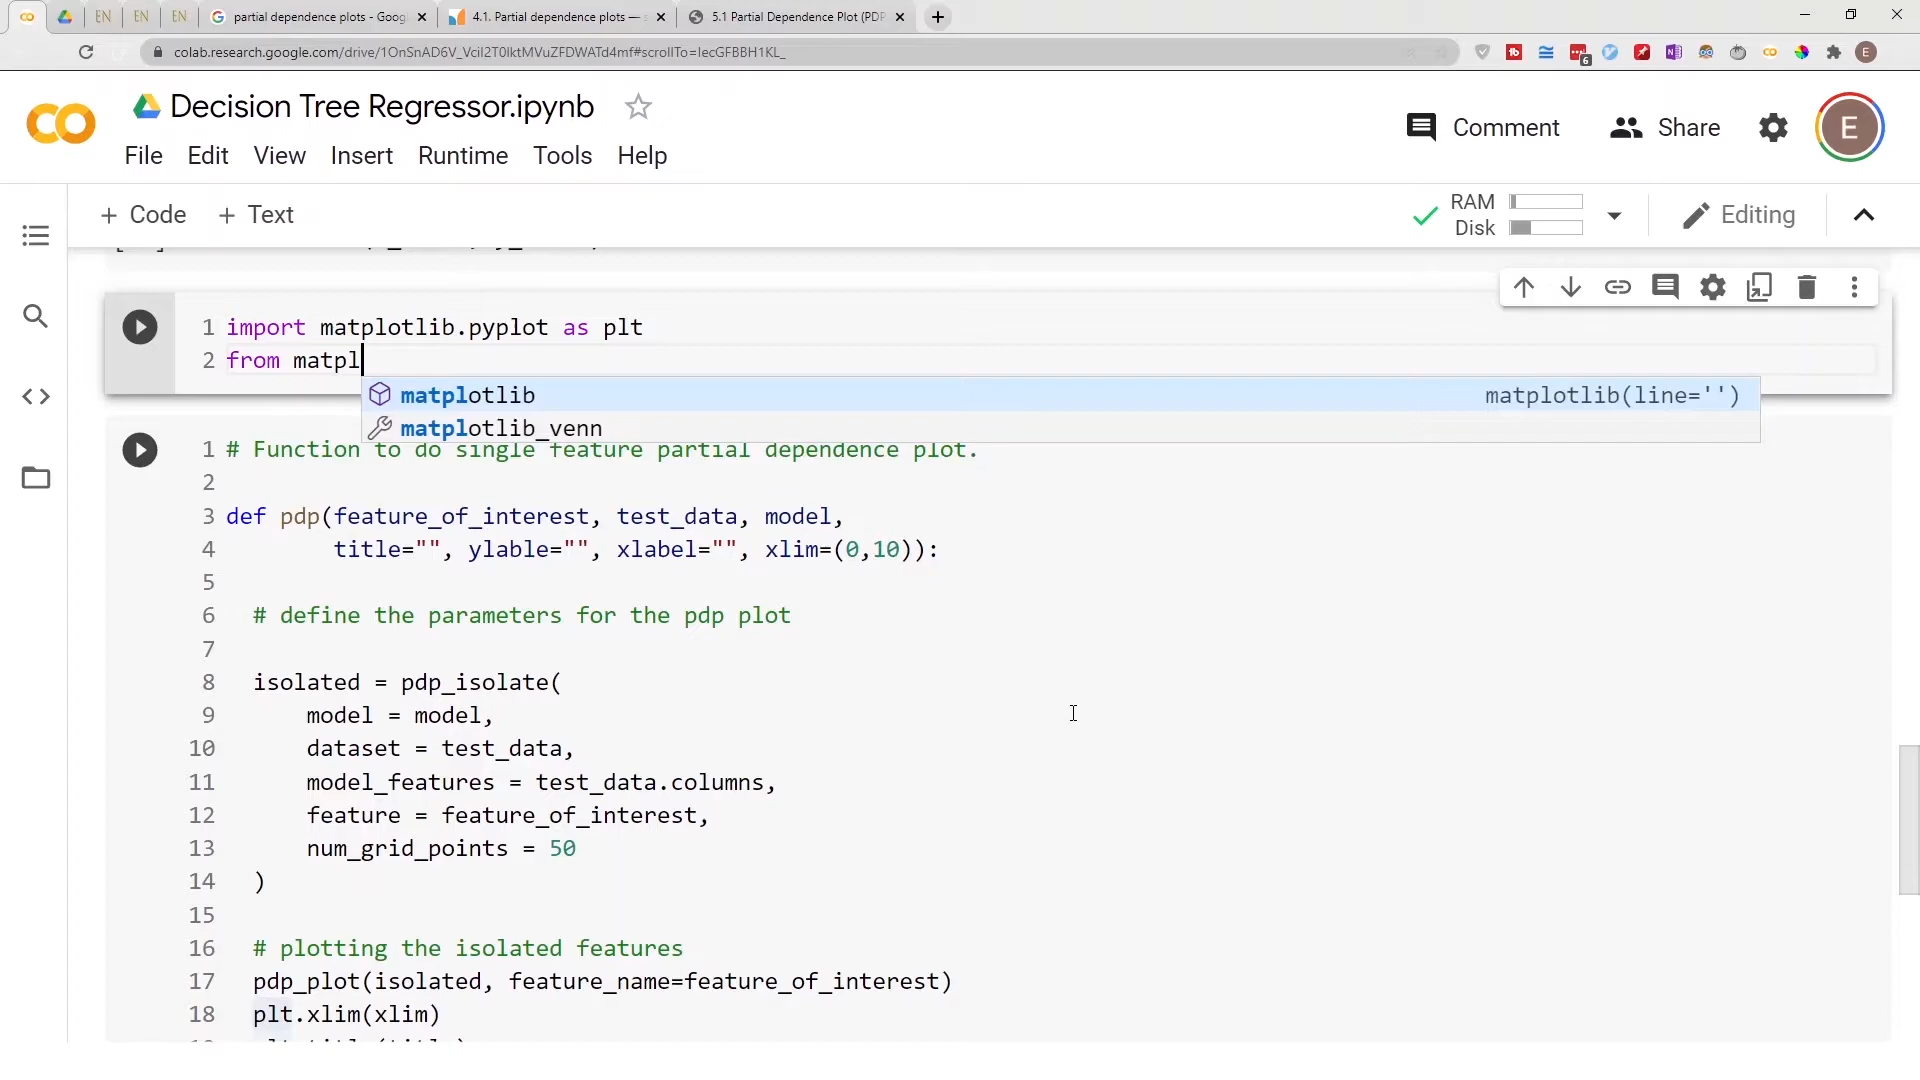 EN
EN
EN
partial dependence plots - Goog
4.1. Partial dependence plots —
5.1 Partial Dependence Plot (PDP
colab.research.google.com/drive/1OnSnAD6V_Vcil2T0lktMVuZFDWATd4mf#scrollTo=IecGFBBH1KL_
6
E
Decision Tree Regressor.ipynb
Comment
Share
E
File Edit View Insert Runtime Tools Help
+ Code + Text
RAM
Disk
Editing
1 import matplotlib.pyplot as plt
2 from matpl
matplotlib matplotlib(line='')
matplotlib_venn
1 # Function to do single feature partial dependence plot.
2
3 def pdp(feature_of_interest, test_data, model,
4 title="", ylable="", xlabel="", xlim=(0,10)):
5
6 # define the parameters for the pdp plot
7
8 isolated = pdp_isolate(
9 model = model,
10 dataset = test_data,
11 model_features = test_data.columns,
12 feature = feature_of_interest,
13 num_grid_points = 50
14 )
15
16 # plotting the isolated features
17 pdp_plot(isolated, feature_name=feature_of_interest)
18 plt.xlim(xlim)